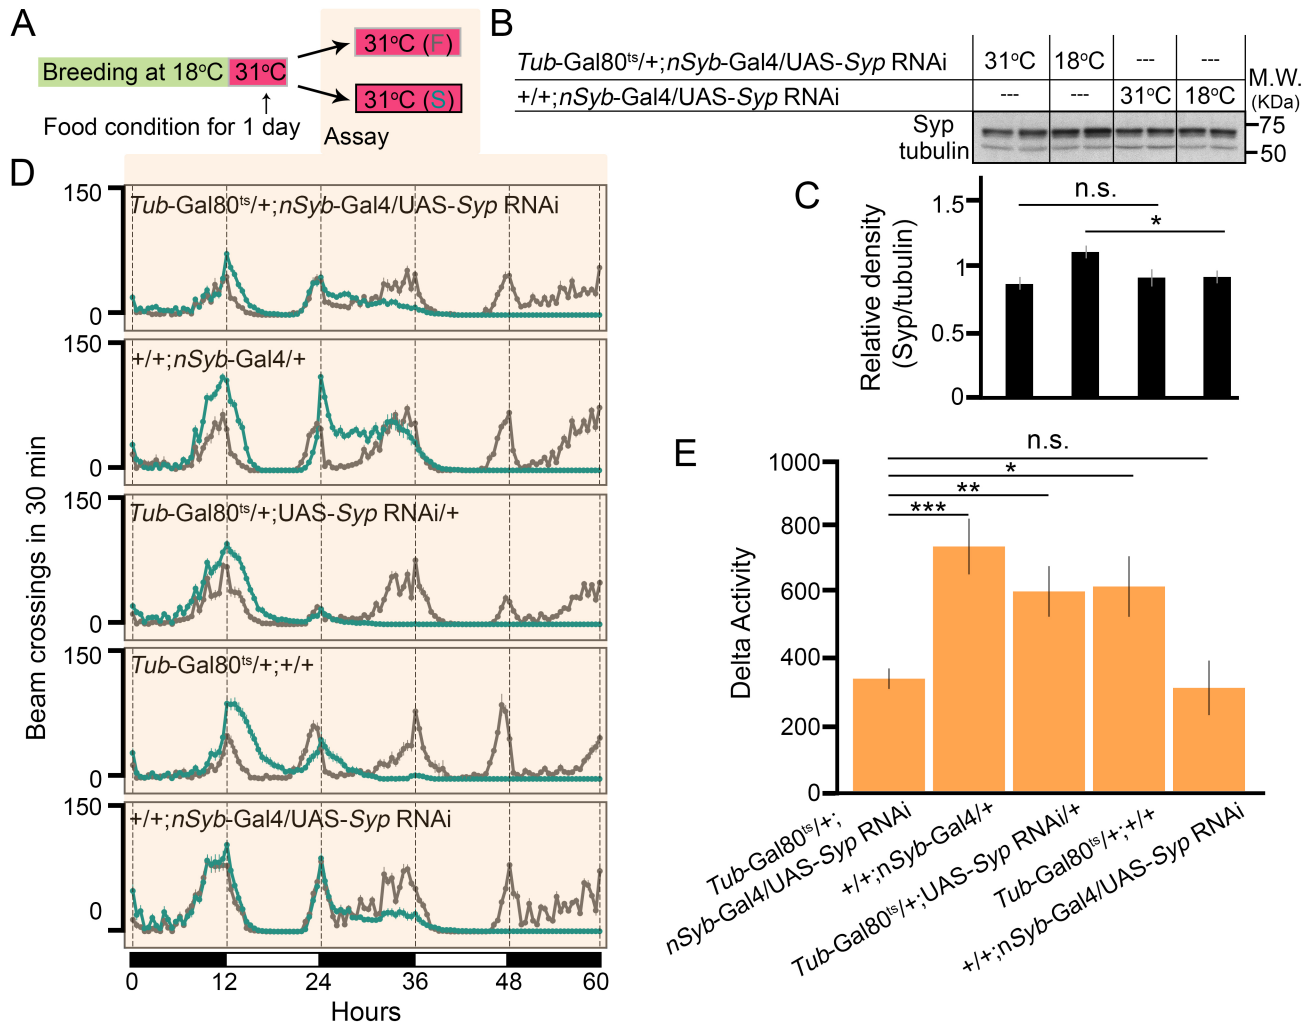 A
31°C (F)
Breeding at 18°C 31°C
31°C (S)
Food condition for 1 day
Assay
B
Tub-Gal80ts/+;nSyb-Gal4/UAS-Syp RNAi 31°C 18°C --- ---
+/+;nSyb-Gal4/UAS-Syp RNAi --- --- 31°C 18°C
M.W.
(KDa)
Syp
tubulin
75
50
C
Relative density
(Syp/tubulin)
n.s.
*
1.5
1
0.5
0
D
Beam crossings in 30 min
150
Tub-Gal80ts/+;nSyb-Gal4/UAS-Syp RNAi
0
150
+/+;nSyb-Gal4/+
0
150
Tub-Gal80ts/+;UAS-Syp RNAi/+
0
150
Tub-Gal80ts/+;+/+
0
150
+/+;nSyb-Gal4/UAS-Syp RNAi
0
0 12 24 36 48 60
Hours
E
Delta Activity
n.s.
*
**
***
1000
800
600
400
200
0
Tub-Gal80ts/+;
nSyb-Gal4/UAS-Syp RNAi
+/+;nSyb-Gal4/+
Tub-Gal80ts/+;UAS-Syp RNAi/+
Tub-Gal80ts/+;+/+
+/+;nSyb-Gal4/UAS-Syp RNAi